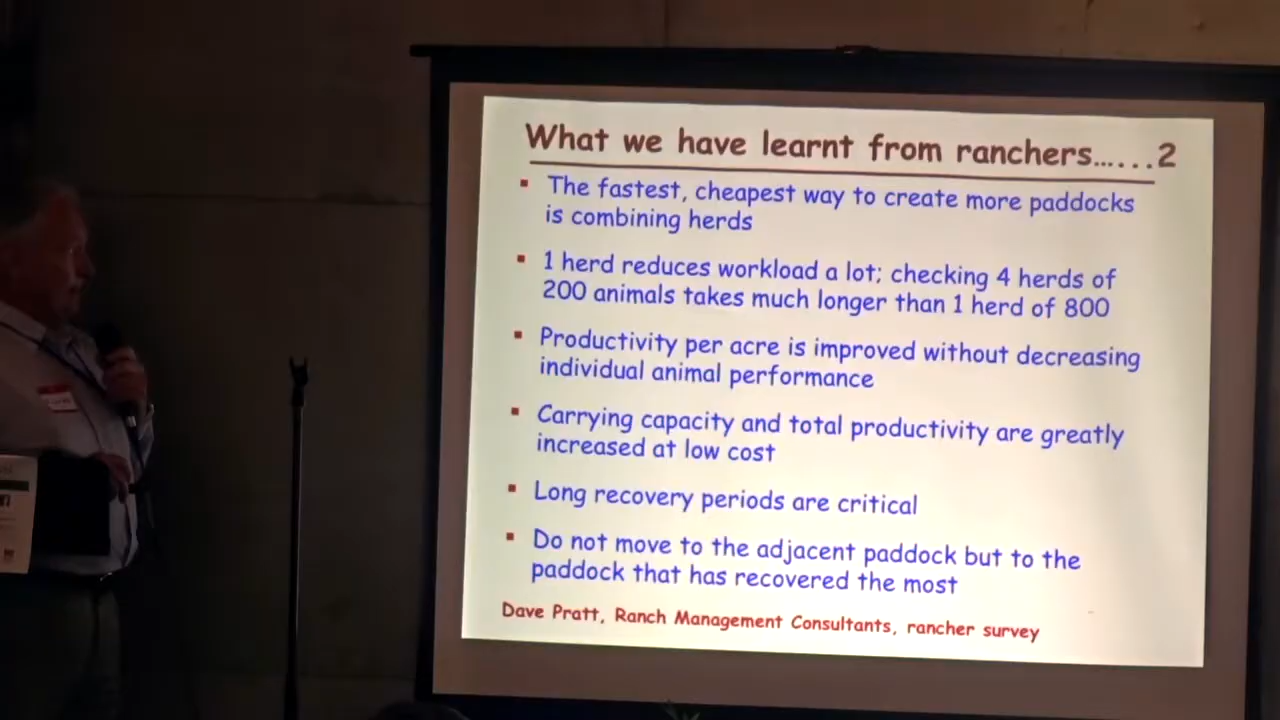 What we have learnt from ranchers......2
▪ The fastest, cheapest way to create more paddocks
is combining herds
▪ 1 herd reduces workload a lot; checking 4 herds of
200 animals takes much longer than 1 herd of 800
▪ Productivity per acre is improved without decreasing
individual animal performance
▪ Carrying capacity and total productivity are greatly
increased at low cost
▪ Long recovery periods are critical
▪ Do not move to the adjacent paddock but to the
paddock that has recovered the most
Dave Pratt, Ranch Management Consultants, rancher survey